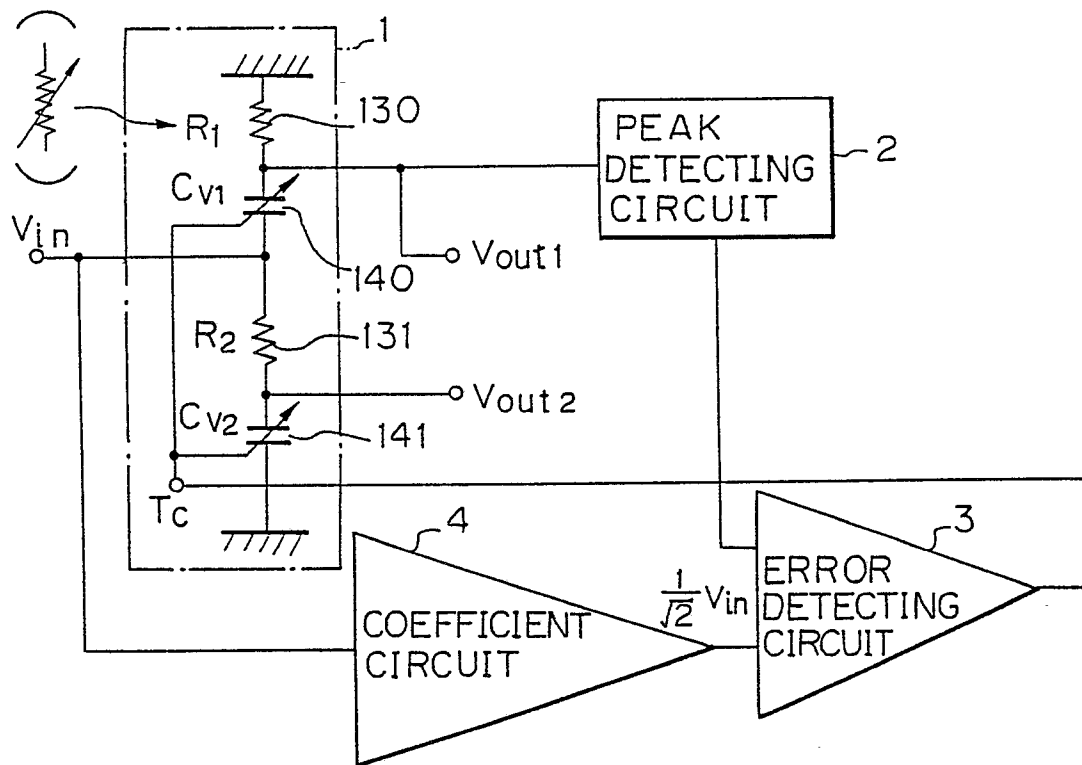 1
130
R1
PEAK
DETECTING
CIRCUIT
2
Cv1
Vin
140
Vout1
R2
131
Vout2
Cv2
141
Tc
4
3
1/√2 Vin
ERROR
DETECTING
CIRCUIT
COEFFICIENT
CIRCUIT